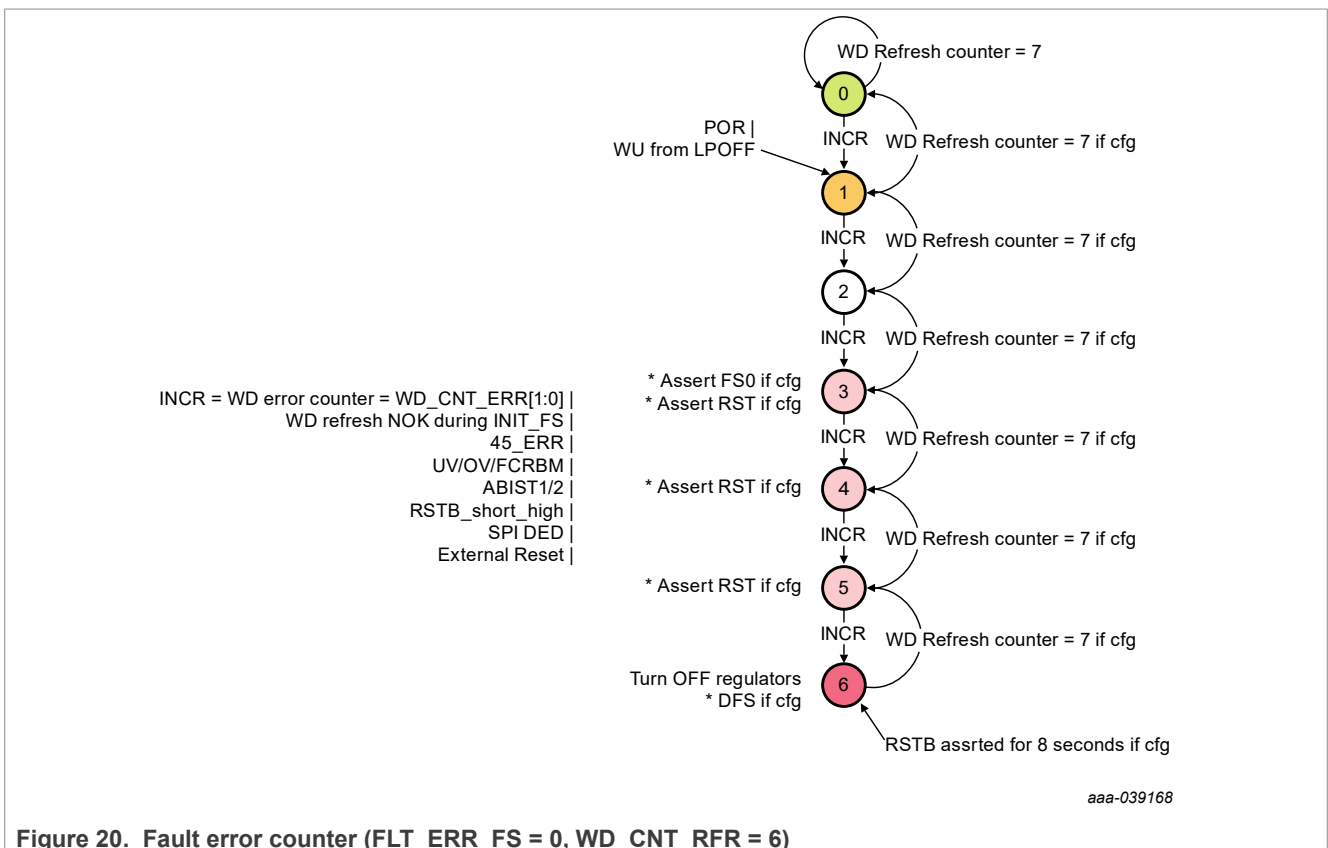 WD Refresh counter = 7
0
POR |
WU from LPOFF
INCR
WD Refresh counter = 7 if cfg
1
INCR
WD Refresh counter = 7 if cfg
2
INCR
WD Refresh counter = 7 if cfg
* Assert FS0 if cfg
* Assert RST if cfg
3
INCR = WD error counter = WD_CNT_ERR[1:0] |
WD refresh NOK during INIT_FS |
45_ERR |
UV/OV/FCRBM |
ABIST1/2 |
RSTB_short_high |
SPI DED |
External Reset |
INCR
WD Refresh counter = 7 if cfg
* Assert RST if cfg
4
INCR
WD Refresh counter = 7 if cfg
* Assert RST if cfg
5
INCR
WD Refresh counter = 7 if cfg
Turn OFF regulators
* DFS if cfg
6
RSTB assrted for 8 seconds if cfg
aaa-039168
Figure 20. Fault error counter (FLT_ERR_FS = 0, WD_CNT_RFR = 6)